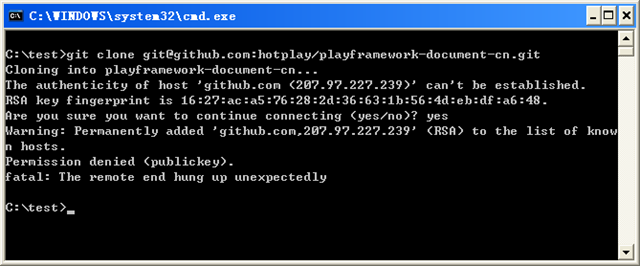 C:\WINDOWS\system32\cmd.exe
C:\test>git clone git@github.com:hotplay/playframework-document-cn.git
Cloning into playframework-document-cn...
The authenticity of host 'github.com (207.97.227.239)' can't be established.
RSA key fingerprint is 16:27:ac:a5:76:28:2d:36:63:1b:56:4d:eb:df:a6:48.
Are you sure you want to continue connecting (yes/no)? yes
Warning: Permanently added 'github.com,207.97.227.239' (RSA) to the list of know
n hosts.
Permission denied (publickey).
fatal: The remote end hung up unexpectedly
C:\test>_